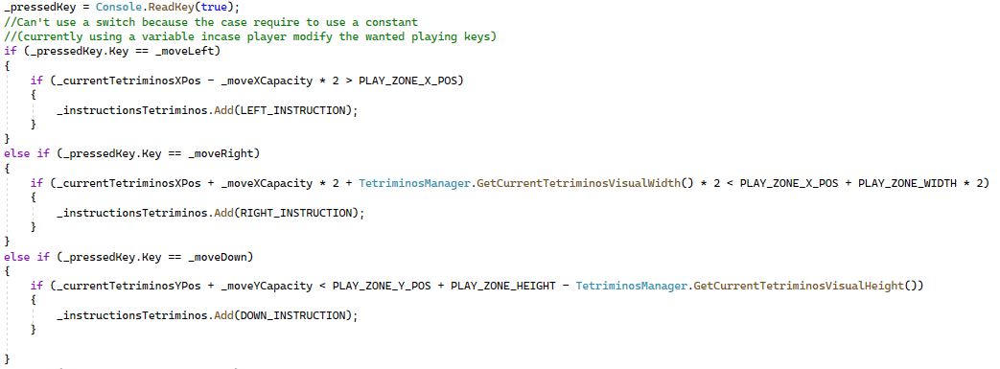 _pressedKey = Console.ReadKey(true);
//Can't use a switch because the case require to use a constant
//(currently using a variable incase player modify the wanted playing keys)
if (_pressedKey.Key == _moveLeft)
{
    if (_currentTetriminosXPos - _moveXCapacity * 2 > PLAY_ZONE_X_POS)
    {
        _instructionsTetriminos.Add(LEFT_INSTRUCTION);
    }
}
else if (_pressedKey.Key == _moveRight)
{
    if (_currentTetriminosXPos + _moveXCapacity * 2 + TetriminosManager.GetCurrentTetriminosVisualWidth() * 2 < PLAY_ZONE_X_POS + PLAY_ZONE_WIDTH * 2)
    {
        _instructionsTetriminos.Add(RIGHT_INSTRUCTION);
    }
}
else if (_pressedKey.Key == _moveDown)
{
    if (_currentTetriminosYPos + _moveYCapacity < PLAY_ZONE_Y_POS + PLAY_ZONE_HEIGHT - TetriminosManager.GetCurrentTetriminosVisualHeight())
    {
        _instructionsTetriminos.Add(DOWN_INSTRUCTION);
    }

}